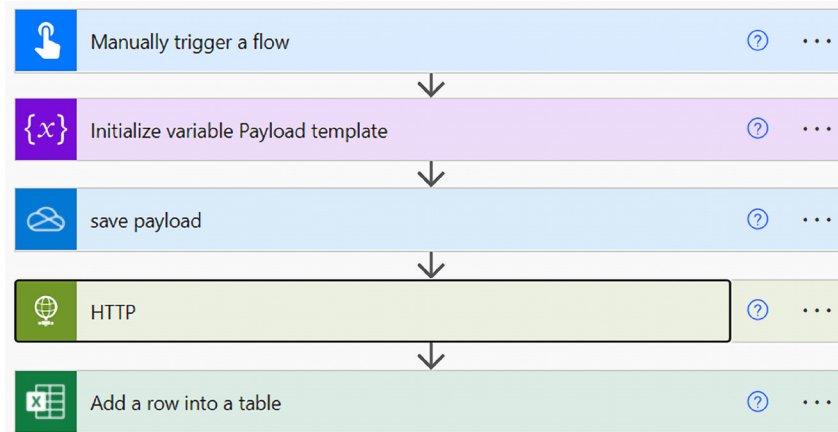 Manually trigger a flow
{x} Initialize variable Payload template
save payload
HTTP
x Add a row into a table